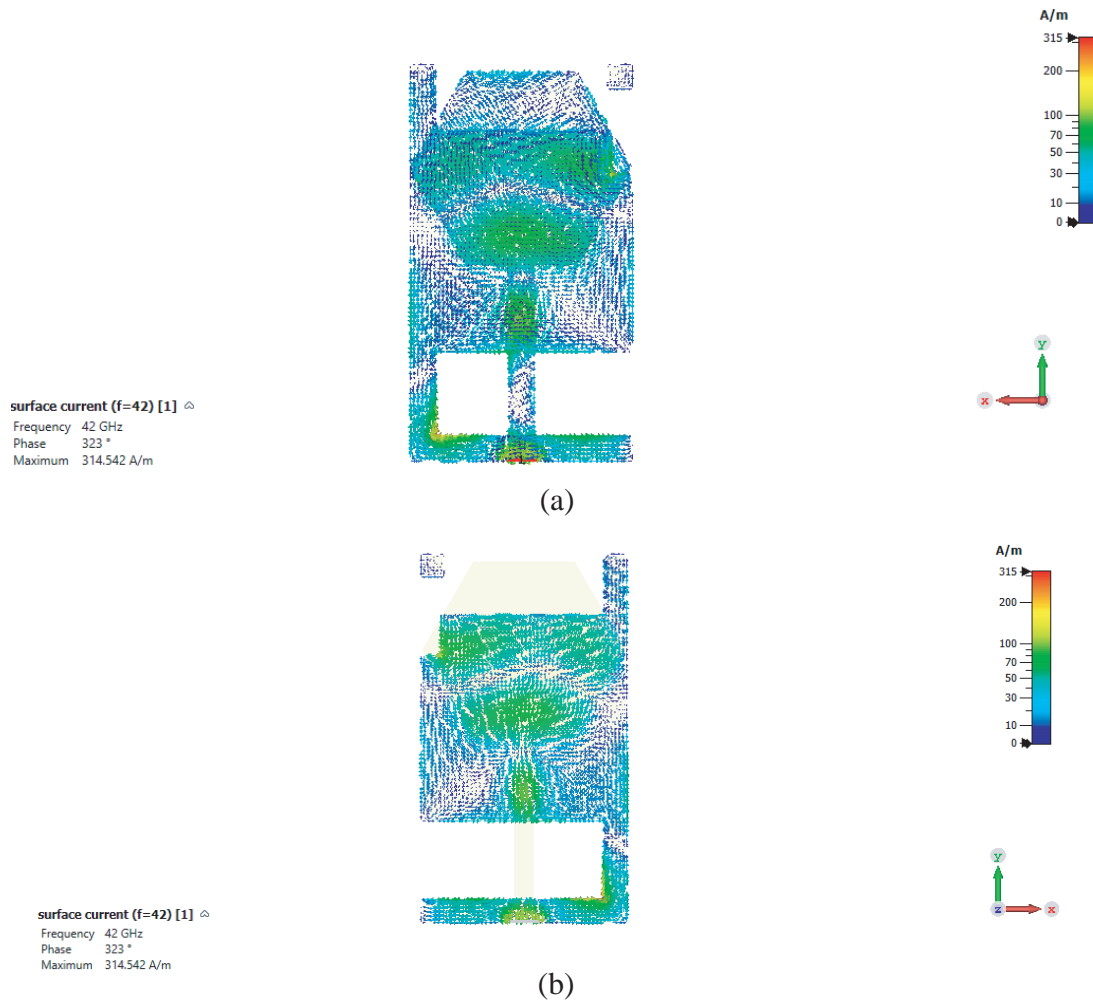 A/m
315
200
100
70
50
30
10
0
y
x
surface current (f=42) [1]
Frequency 42 GHz
Phase 323 °
Maximum 314.542 A/m
(a)
A/m
315
200
100
70
50
30
10
0
y
z x
surface current (f=42) [1]
Frequency 42 GHz
Phase 323 °
Maximum 314.542 A/m
(b)